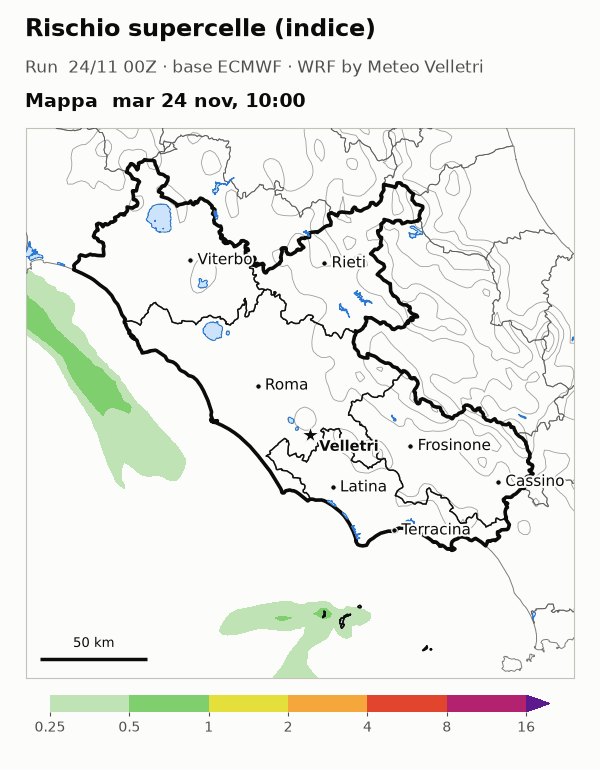 Rischio supercelle (indice)
Run 24/11 00Z · base ECMWF · WRF by Meteo Velletri
Mappa mar 24 nov, 10:00
Viterbo
Rieti
Roma
Velletri
Frosinone
Latina
Cassino
Terracina
50 km
0.25 0.5 1 2 4 8 16